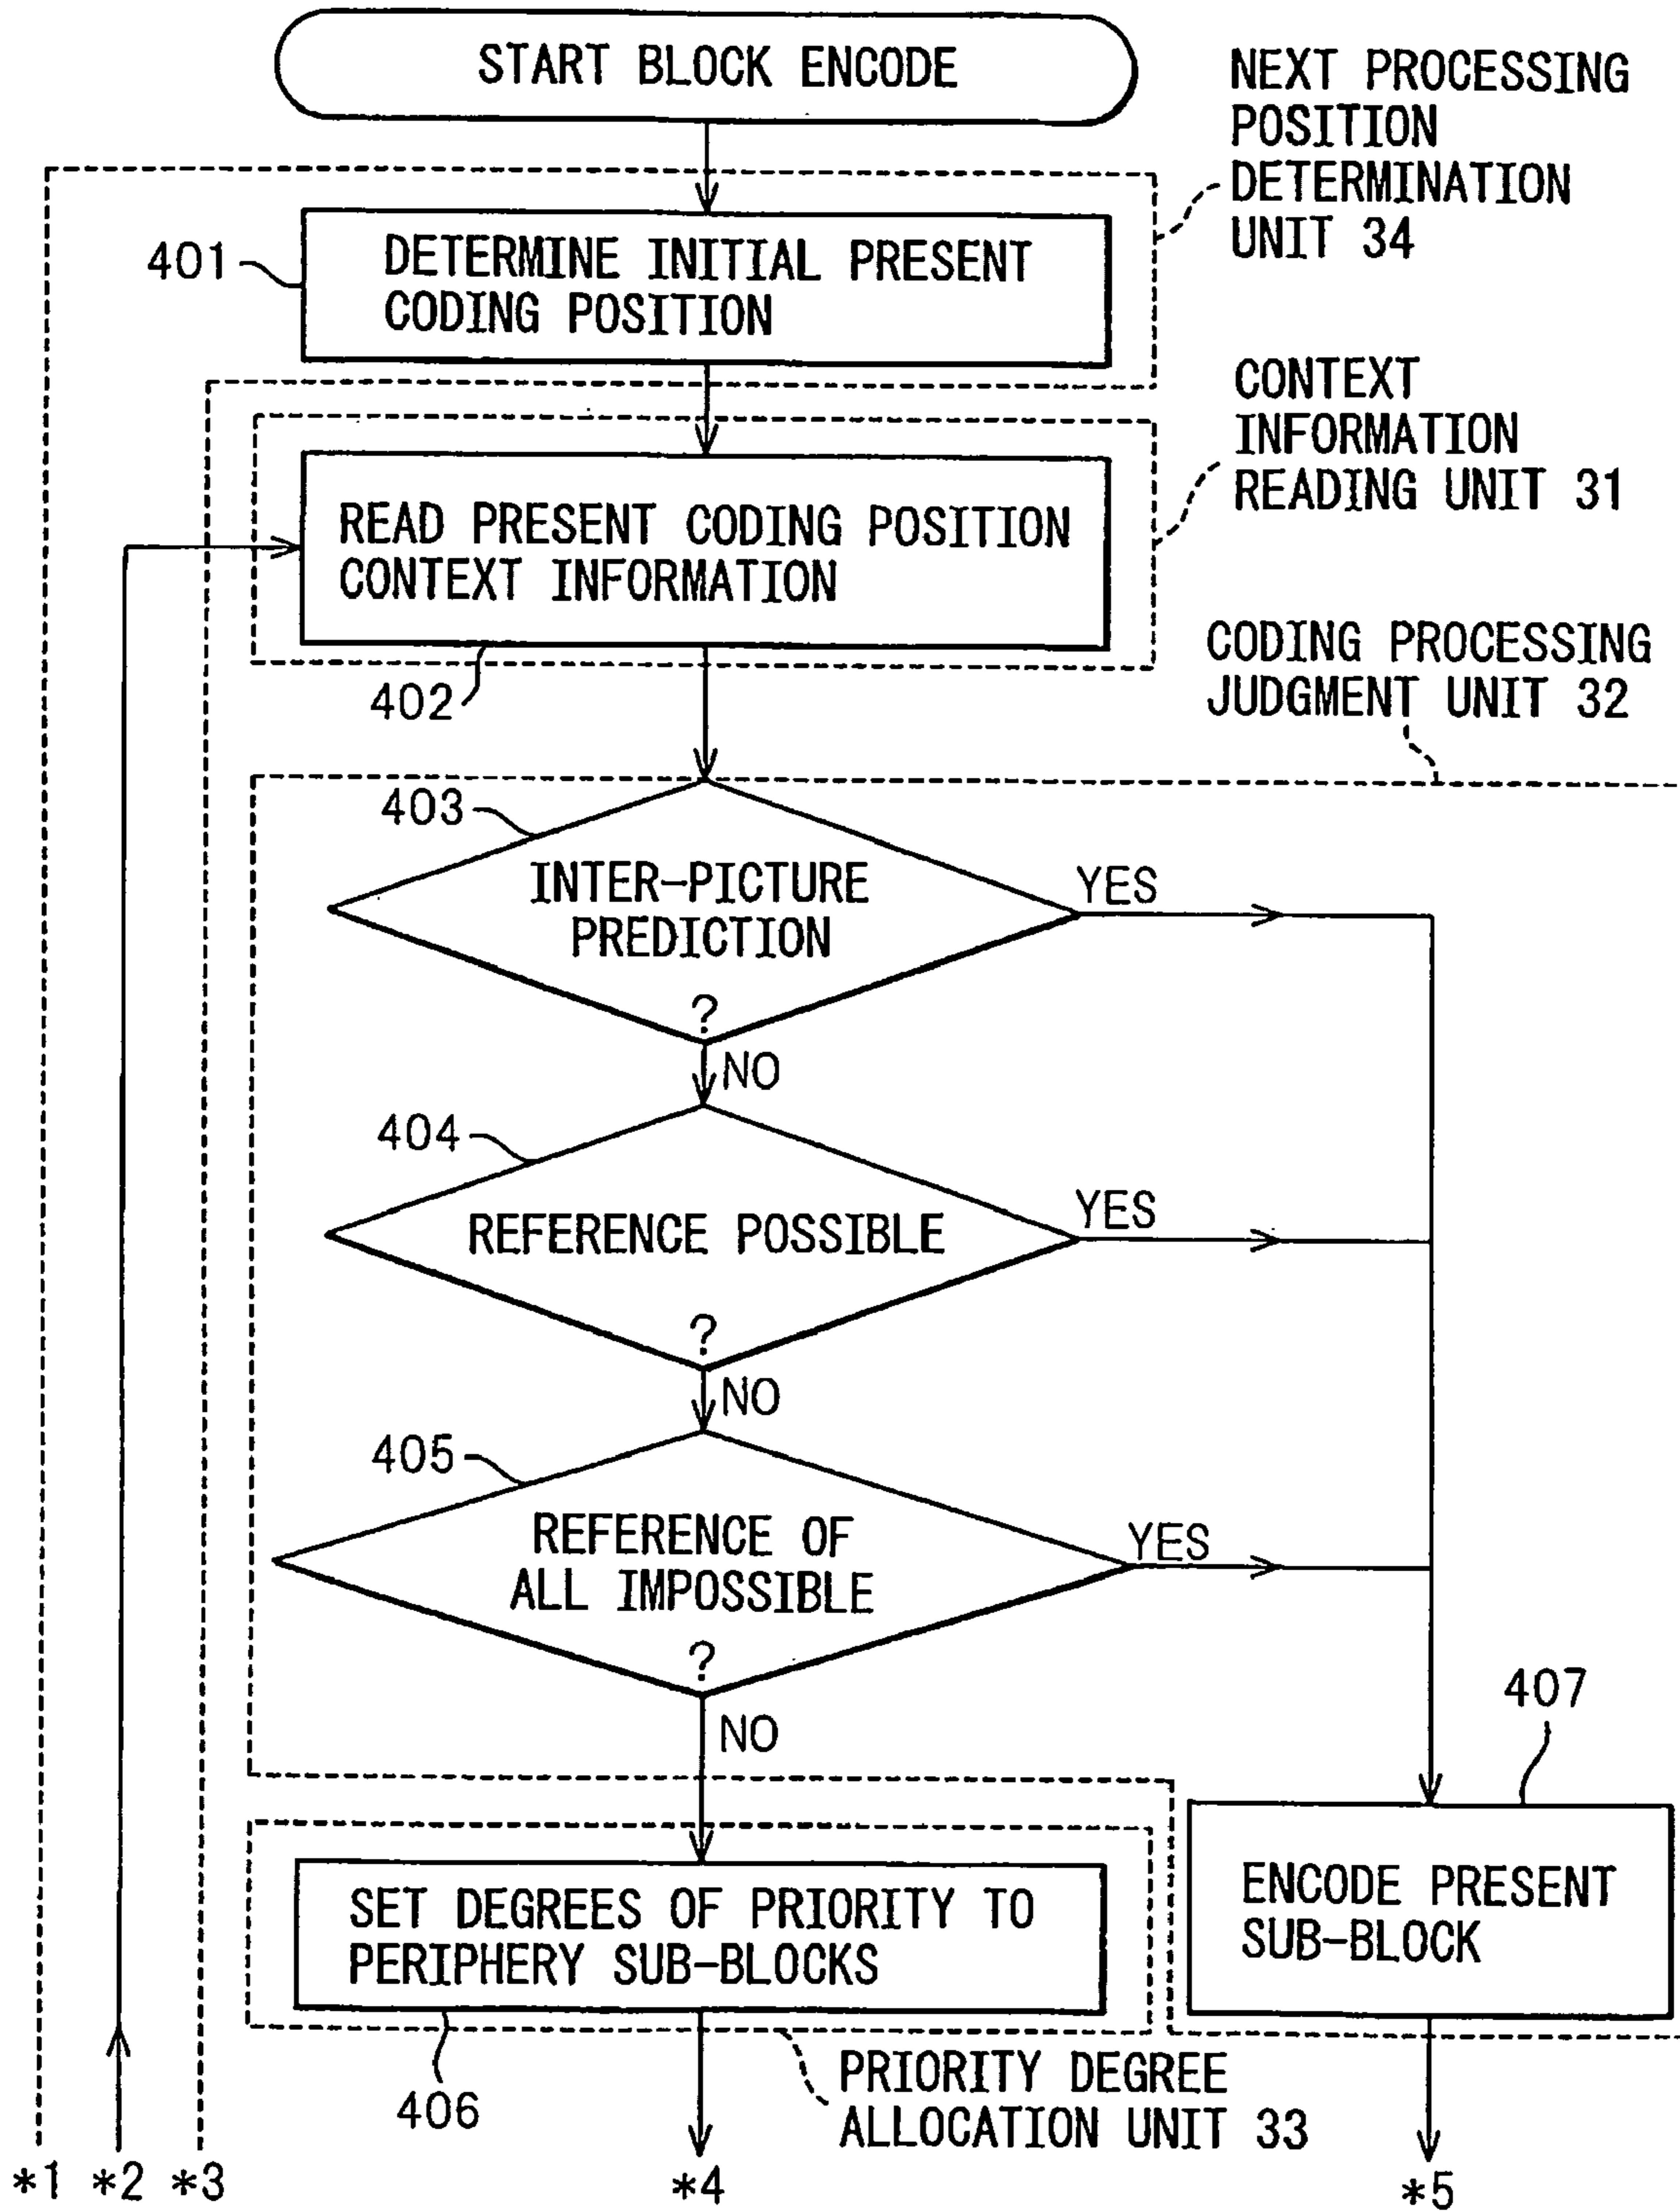 START BLOCK ENCODE
NEXT PROCESSING
POSITION
DETERMINATION
UNIT 34
401
DETERMINE INITIAL PRESENT
CODING POSITION
CONTEXT
INFORMATION
READING UNIT 31
READ PRESENT CODING POSITION
CONTEXT INFORMATION
402
CODING PROCESSING
JUDGMENT UNIT 32
403
INTER-PICTURE
PREDICTION
?
YES
NO
404
REFERENCE POSSIBLE
?
YES
NO
405
REFERENCE OF
ALL IMPOSSIBLE
?
YES
NO
407
SET DEGREES OF PRIORITY TO
PERIPHERY SUB-BLOCKS
ENCODE PRESENT
SUB-BLOCK
406
PRIORITY DEGREE
ALLOCATION UNIT 33
*1 *2 *3 *4 *5